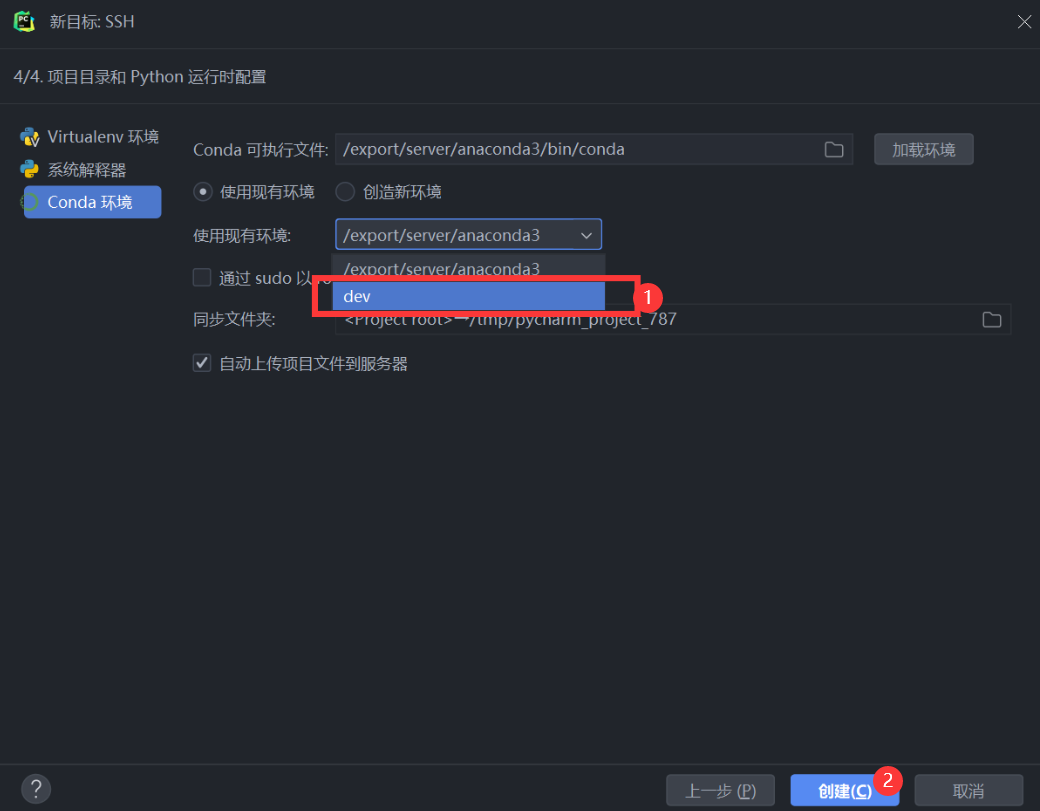 新目标: SSH
4/4. 项目目录和 Python 运行时配置
Virtualenv 环境
系统解释器
Conda 环境
Conda 可执行文件: /export/server/anaconda3/bin/conda 加载环境
使用现有环境 创造新环境
使用现有环境: /export/server/anaconda3
/export/server/anaconda3
通过 sudo 以
dev 1
同步文件夹: <Project root>→/tmp/pycharm_project_787
自动上传项目文件到服务器
? 上一步 (P) 创建(C) 2 取消